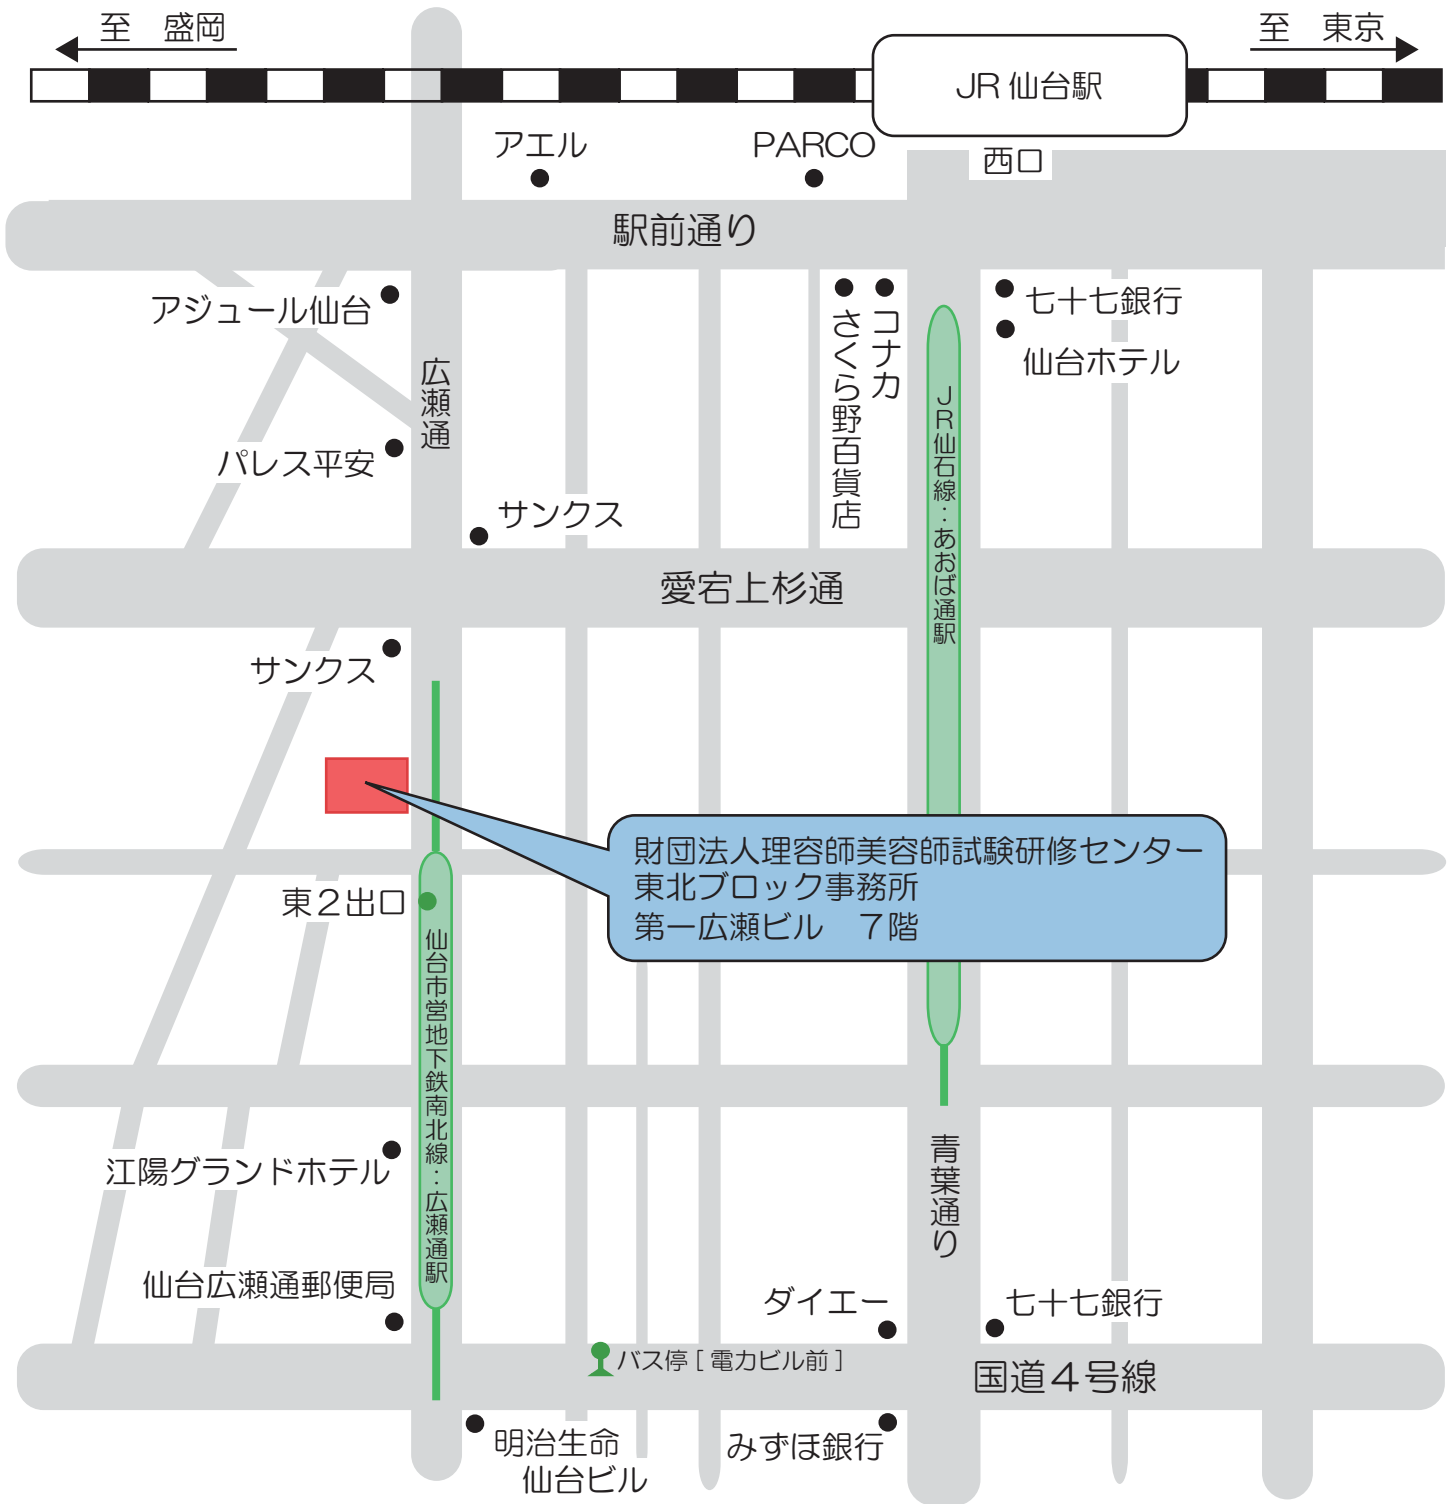 至　盛岡
至　東京
JR 仙台駅
アエル
PARCO
西口
駅前通り
アジュール仙台
広瀬通
さくら野百貨店
コナカ
七十七銀行
仙台ホテル
JR仙石線：あおば通駅
パレス平安
サンクス
愛宕上杉通
サンクス
財団法人理容師美容師試験研修センター
東北ブロック事務所
第一広瀬ビル　７階
東２出口
仙台市営地下鉄南北線：広瀬通駅
江陽グランドホテル
青葉通り
仙台広瀬通郵便局
ダイエー
七十七銀行
バス停 [ 電力ビル前 ]
国道４号線
明治生命
仙台ビル
みずほ銀行